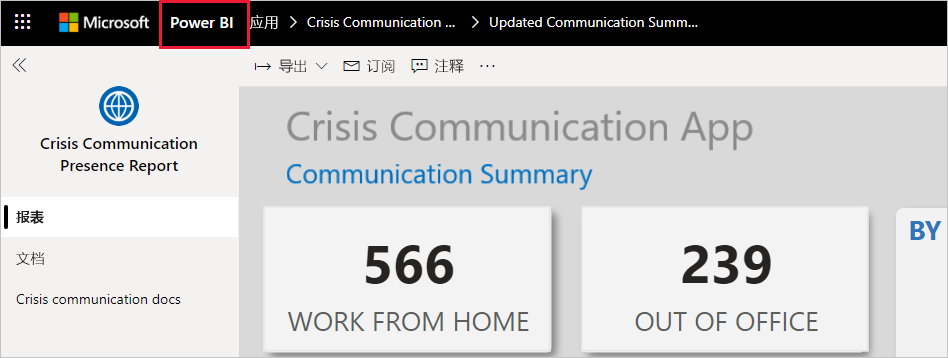 Microsoft Power BI 应用 Crisis Communication ... Updated Communication Summ...
导出 订阅 注释 ...
Crisis Communication
Presence Report
报表
文档
Crisis communication docs
Crisis Communication App
Communication Summary
566
WORK FROM HOME
239
OUT OF OFFICE
BY